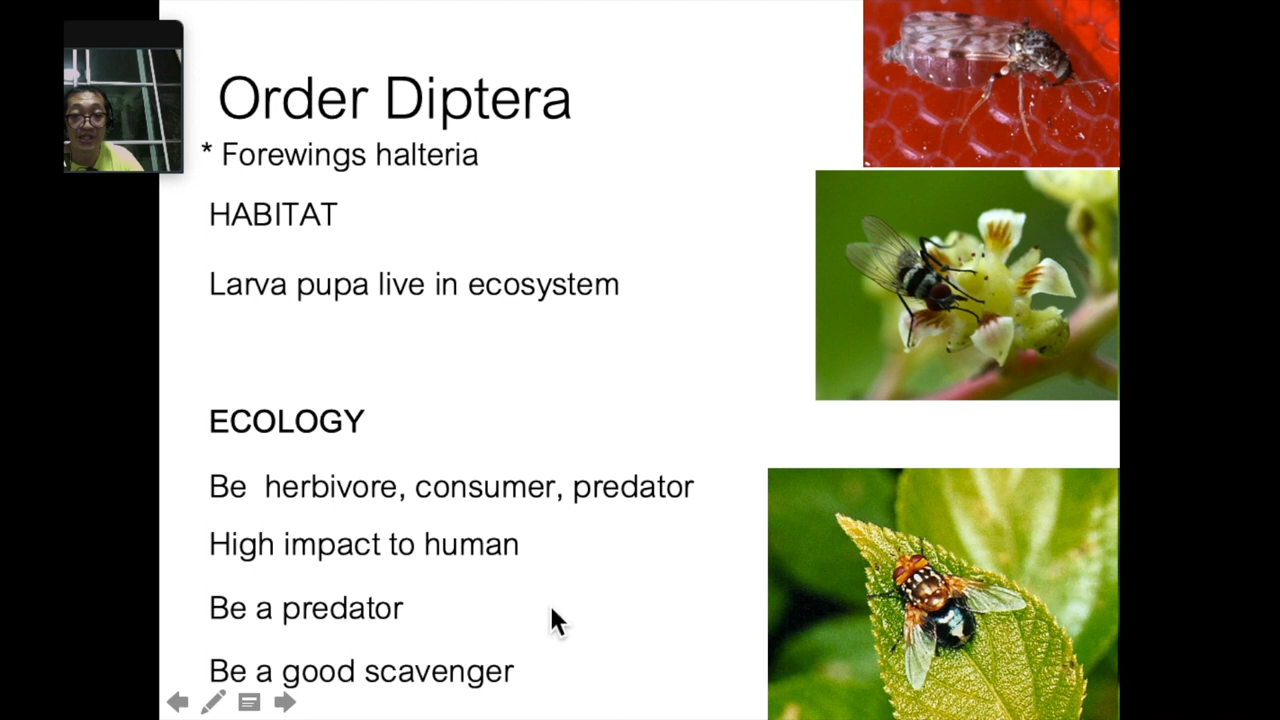 Order Diptera
* Forewings halteria
HABITAT
Larva pupa live in ecosystem
ECOLOGY
Be  herbivore, consumer, predator
High impact to human
Be a predator
Be a good scavenger